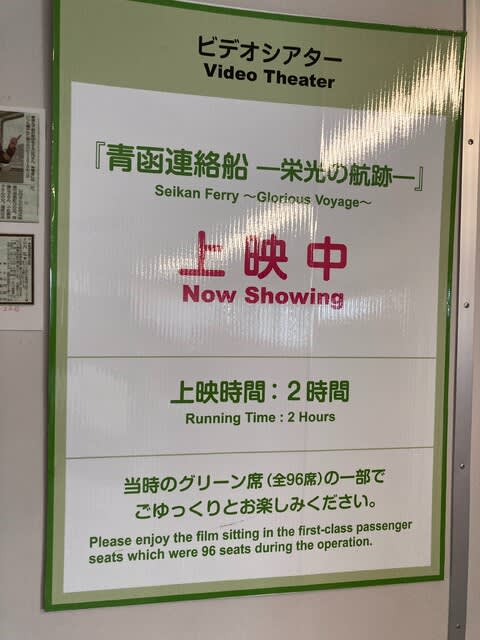 ビデオシアター
Video Theater
『青函連絡船 ―栄光の航跡―』
Seikan Ferry ～Glorious Voyage～
上映中
Now Showing
上映時間：2時間
Running Time : 2 Hours
当時のグリーン席（全96席）の一部で
ごゆっくりとお楽しみください。
Please enjoy the film sitting in the first-class passenger
seats which were 96 seats during the operation.